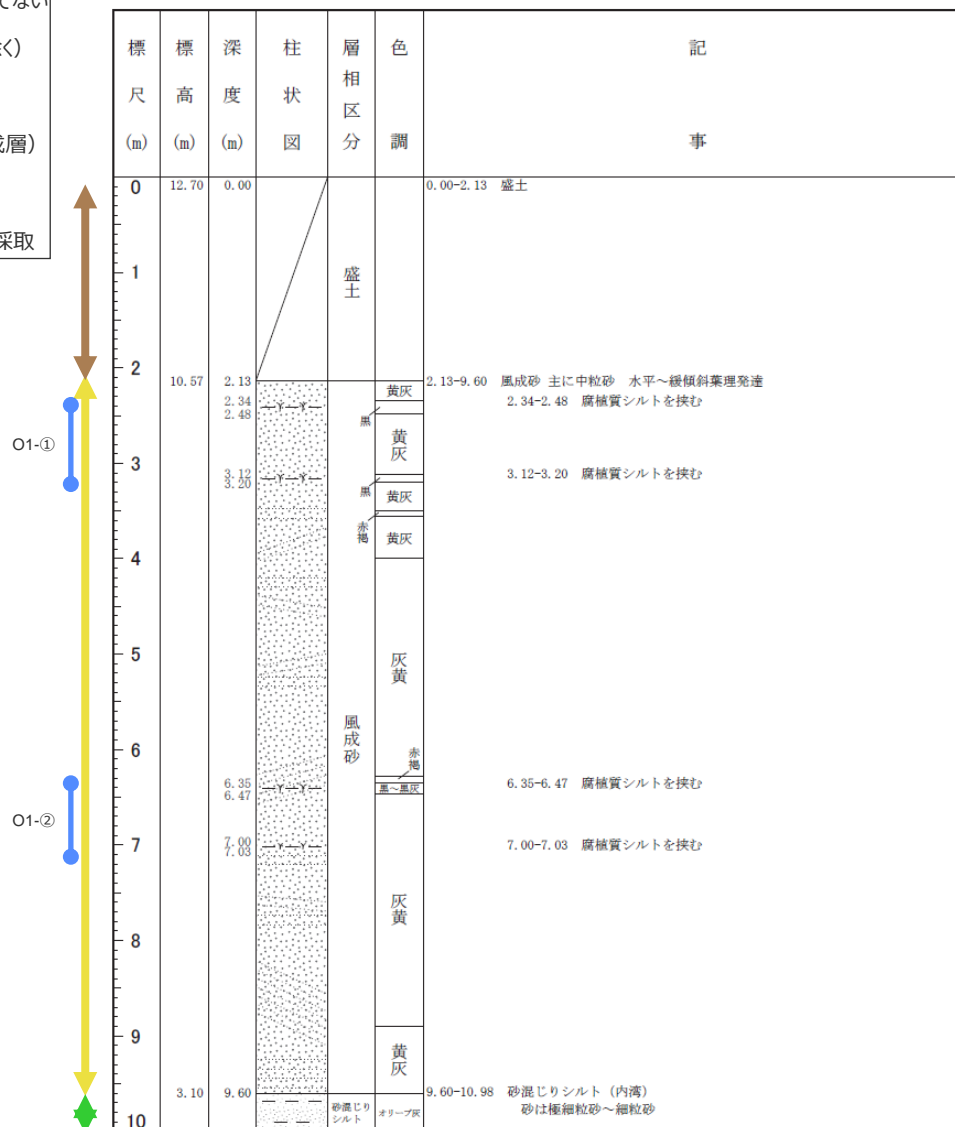 てない
く)
成層)
採取
標尺(m)
標高(m)
深度(m)
柱状図
層相区分
色調
記事
0
12.70
0.00
0.00-2.13 盛土
1
盛土
2
10.57
2.13
黄灰
2.13-9.60 風成砂 主に中粒砂 水平～緩傾斜葉理発達
2.34
2.34-2.48 腐植質シルトを挟む
2.48
黒
O1-①
黄灰
3
3.12
3.12-3.20 腐植質シルトを挟む
3.20
黒
黄灰
赤褐
黄灰
4
5
灰黄
6
風成砂
赤褐
6.35
6.35-6.47 腐植質シルトを挟む
6.47
黒～黒灰
O1-②
7
7.00
7.00-7.03 腐植質シルトを挟む
7.03
灰黄
8
9
黄灰
3.10
9.60
9.60-10.98 砂混じりシルト (内湾)
砂は極細粒砂～細粒砂
砂混じり
シルト
オリーブ灰
10